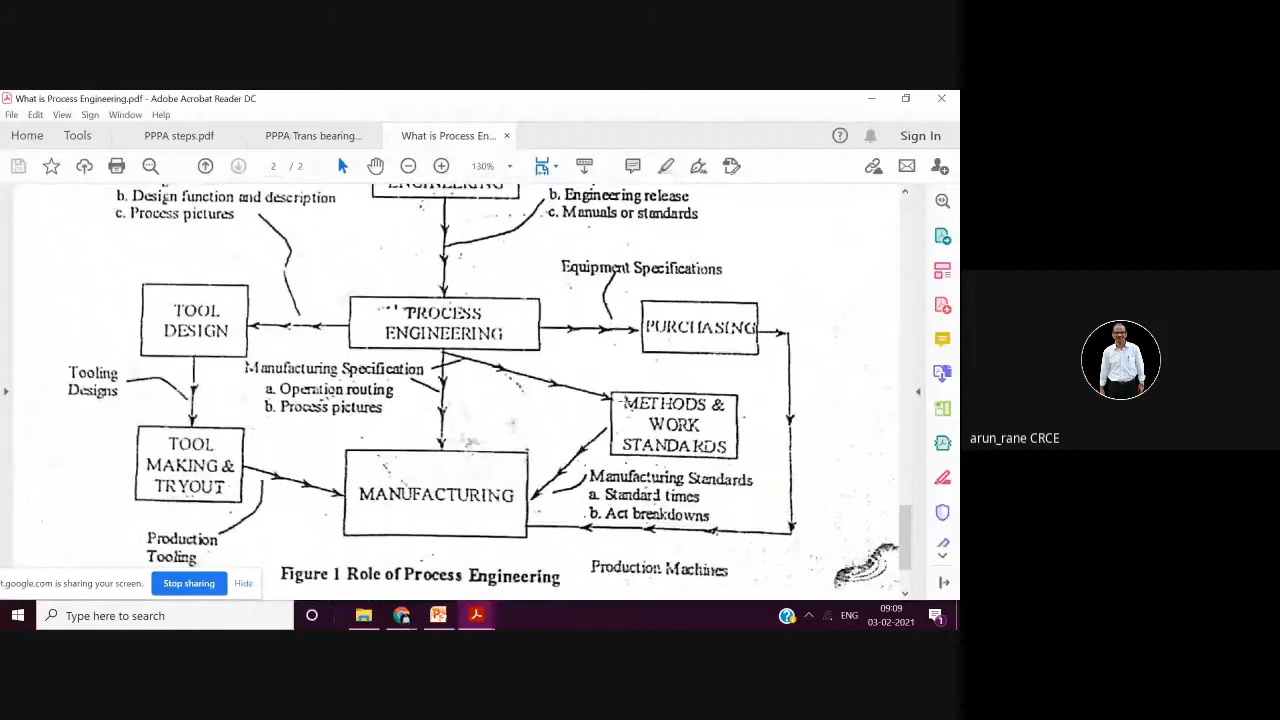 What is Process Engineering.pdf - Adobe Acrobat Reader DC
File Edit View Sign Window Help
Home Tools PPPA steps.pdf PPPA Trans bearing... What is Process En... × Sign In
2 / 2 130%
ENGINEERING
b. Design function and description
c. Process pictures
b. Engineering release
c. Manuals or standards
Equipment Specifications
TOOL
DESIGN
PROCESS
ENGINEERING
PURCHASING
Manufacturing Specification
a. Operation routing
b. Process pictures
Tooling
Designs
METHODS &
WORK
STANDARDS
TOOL
MAKING &
TRYOUT
MANUFACTURING
Manufacturing Standards
a. Standard times
b. Act breakdowns
Production
Tooling
Production Machines
Figure 1 Role of Process Engineering
et.google.com is sharing your screen. Stop sharing Hide
Type here to search
ENG
09:09
03-02-2021
1
arun_rane CRCE